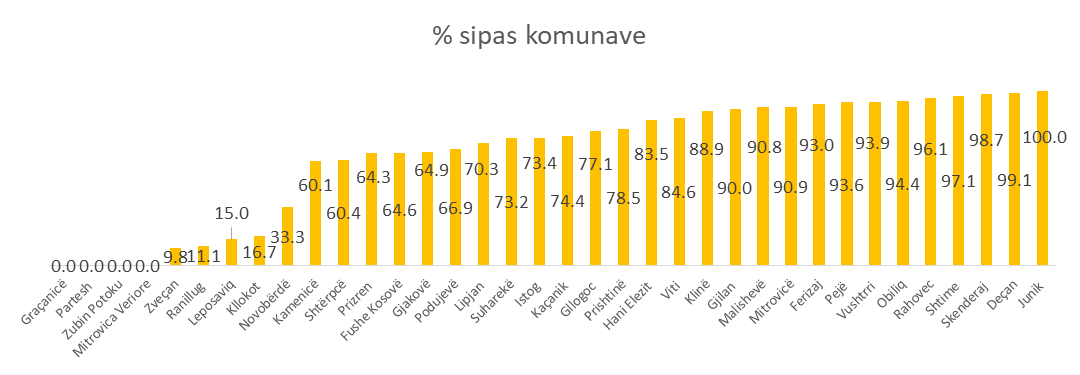 % sipas komunave
0.0 0.0 0.0 0.0 9.8 11.1 15.0 16.7 33.3 60.1 60.4 64.3 64.6 64.9 66.9 70.3 73.2 73.4 74.4 77.1 78.5 83.5 84.6 88.9 90.0 90.8 90.9 93.0 93.6 93.9 94.4 96.1 97.1 98.7 99.1 100.0
Graçanicë
Partesh
Zubin Potoku
Mitrovica Veriore
Zveçan
Ranillug
Leposaviq
Kllokot
Novobërdë
Kamenicë
Shtërpcë
Prizren
Fushe Kosovë
Gjakovë
Podujevë
Lipjan
Suharekë
Istog
Kaçanik
Gllogoc
Prishtinë
Hani Elezit
Viti
Klinë
Gjilan
Malishevë
Mitrovicë
Ferizaj
Pejë
Vushtrri
Obiliq
Rahovec
Shtime
Skenderaj
Deçan
Junik